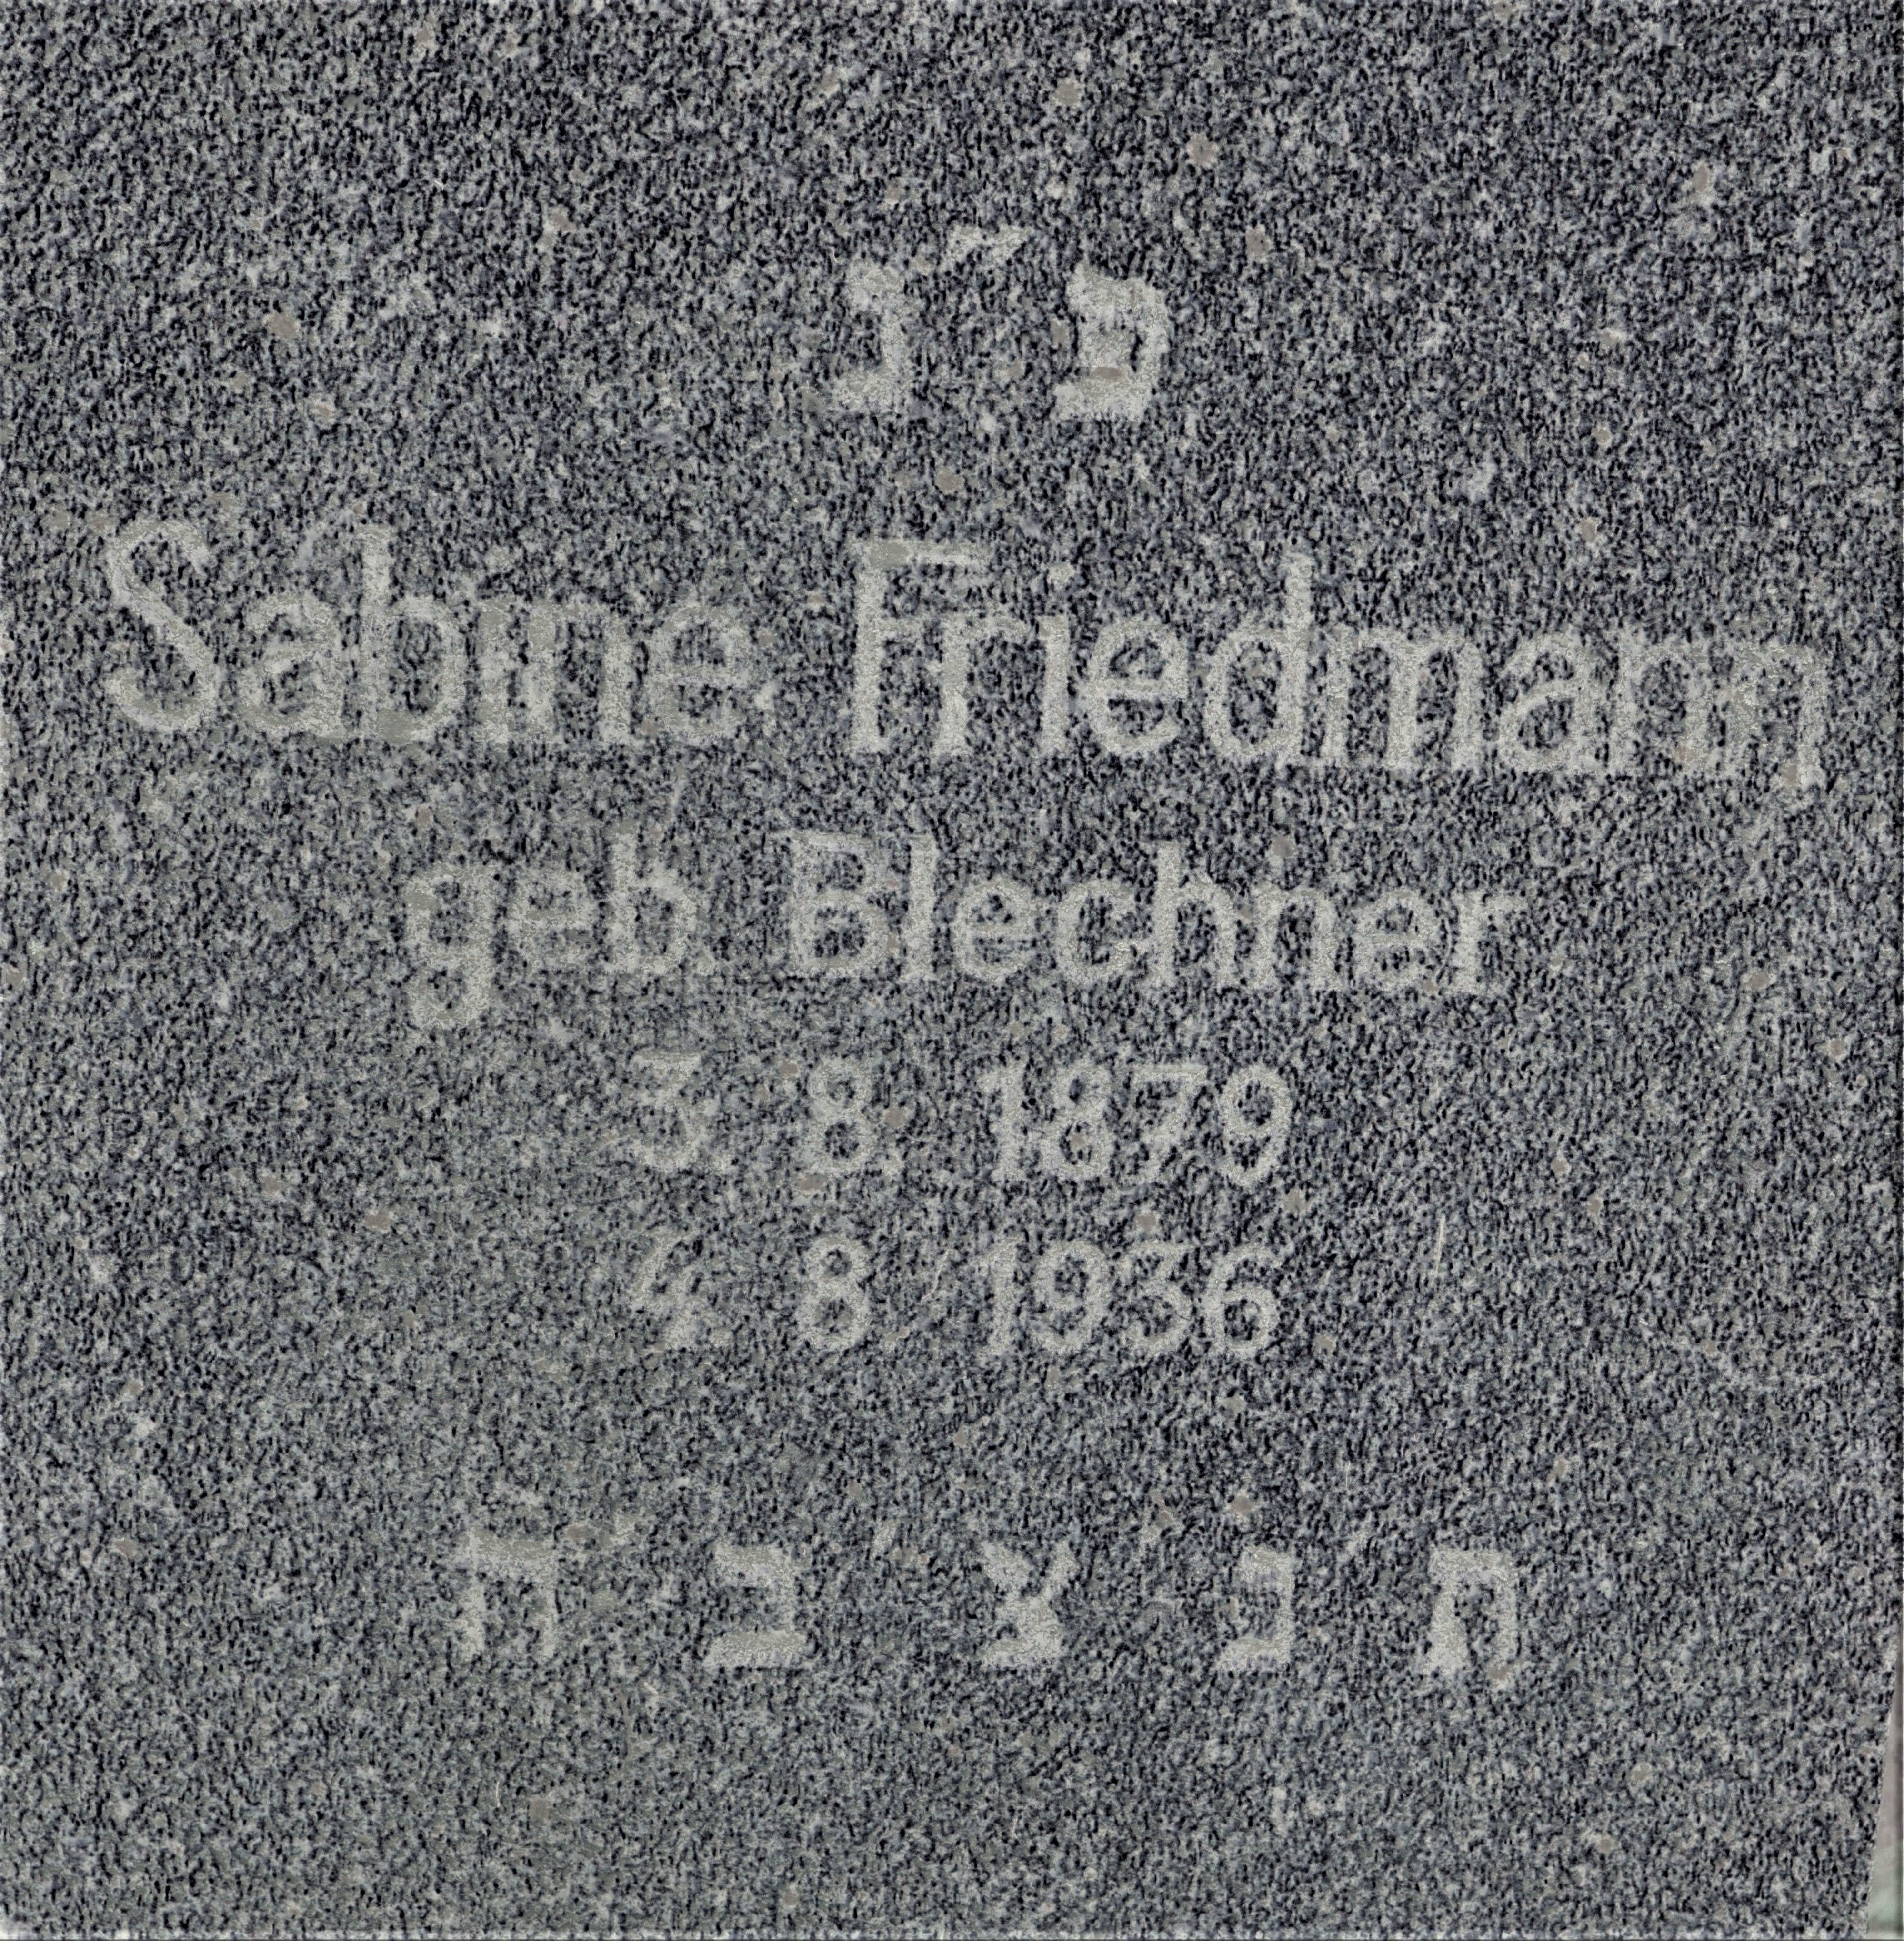 פ״נ
Sabine Friedmann
geb. Blechner
3. 8. 1879
4. 8. 1936
ת׳נ׳צ׳ב׳ה׳